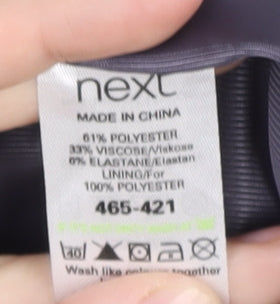 next
MADE IN CHINA
61% POLYESTER
33% VISCOSE/Viskose
6% ELASTANE/Elastan
LINING/For
100% POLYESTER
465-421
40
Wash like colours together